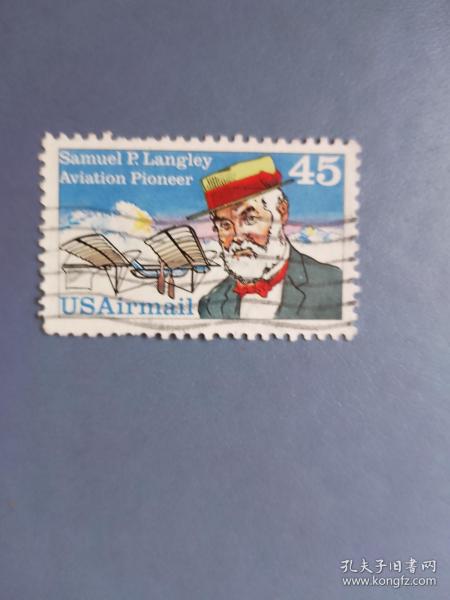 Samuel P. Langley
Aviation Pioneer
45
USAirmail
孔夫子旧书网
www.kongfz.com